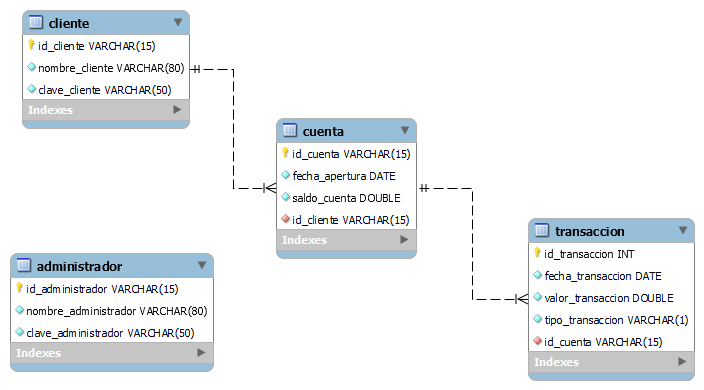 cliente
id_cliente VARCHAR(15)
nombre_cliente VARCHAR(80)
clave_cliente VARCHAR(50)
Indexes
cuenta
id_cuenta VARCHAR(15)
fecha_apertura DATE
saldo_cuenta DOUBLE
id_cliente VARCHAR(15)
Indexes
transaccion
id_transaccion INT
fecha_transaccion DATE
valor_transaccion DOUBLE
tipo_transaccion VARCHAR(1)
id_cuenta VARCHAR(15)
Indexes
administrador
id_administrador VARCHAR(15)
nombre_administrador VARCHAR(80)
clave_administrador VARCHAR(50)
Indexes